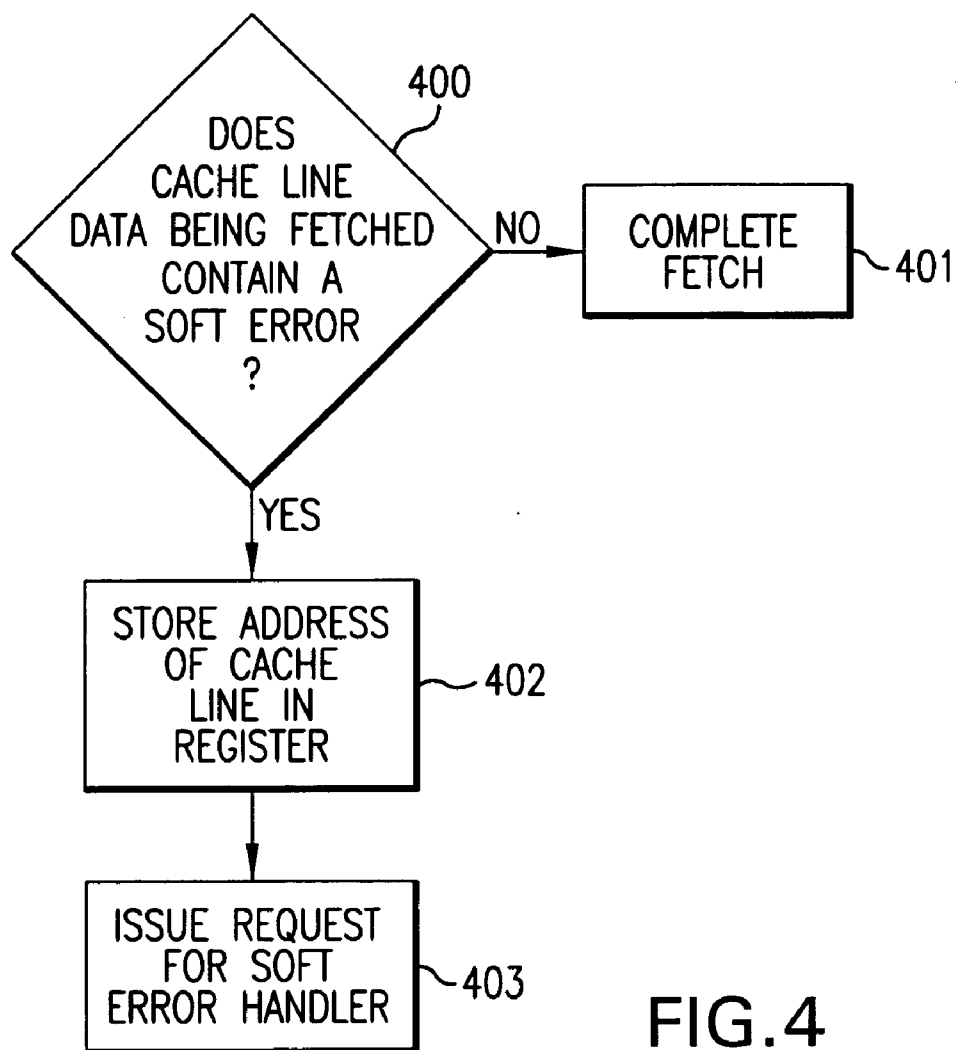 400
DOES
CACHE LINE
DATA BEING FETCHED
CONTAIN A
SOFT ERROR
?
NO
COMPLETE
FETCH
401
YES
STORE ADDRESS
OF CACHE
LINE IN
REGISTER
402
ISSUE REQUEST
FOR SOFT
ERROR HANDLER
403
FIG.4